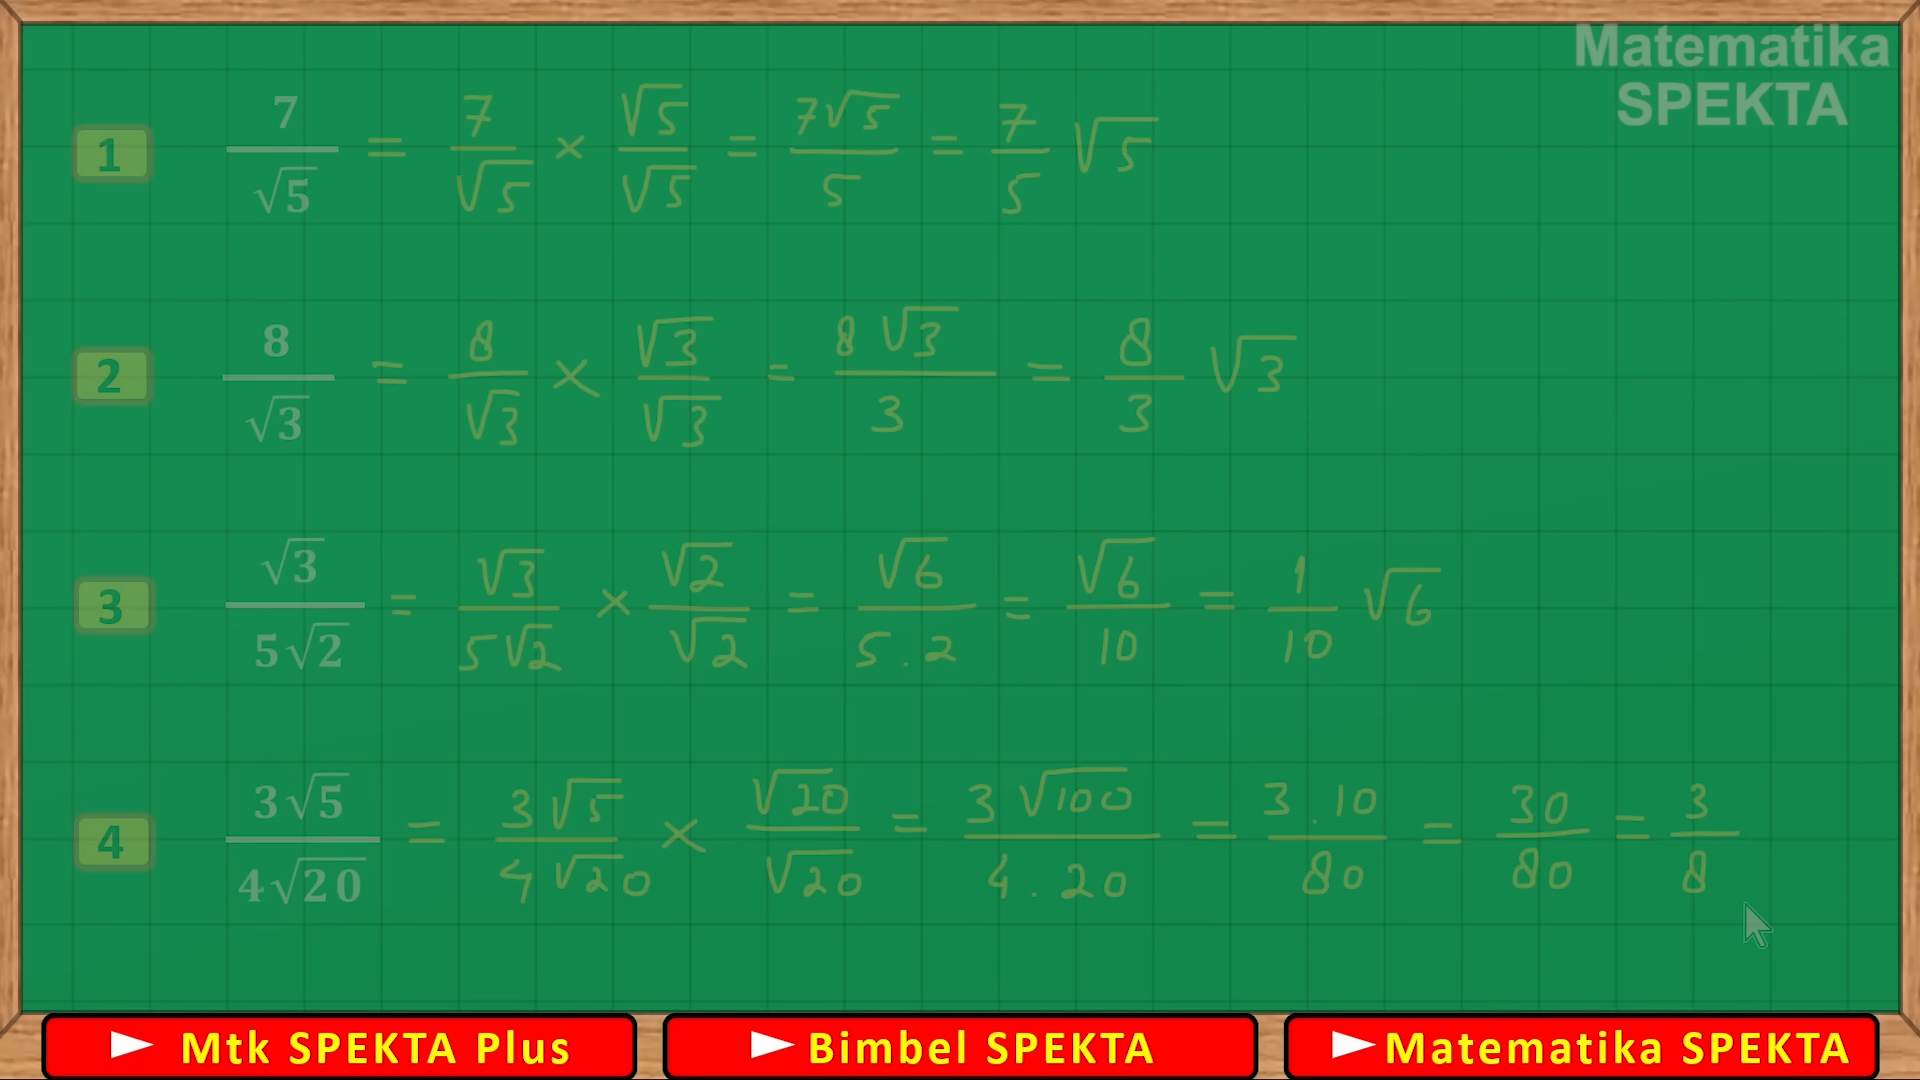 Matematika
SPEKTA
1 7/√5 = 7/√5 × √5/√5 = 7√5/5 = 7/5 √5
2 8/√3 = 8/√3 × √3/√3 = 8√3/3 = 8/3 √3
3 √3/5√2 = √3/5√2 × √2/√2 = √6/5.2 = √6/10 = 1/10 √6
4 3√5/4√20 = 3√5/4√20 × √20/√20 = 3√100/4.20 = 3.10/80 = 30/80 = 3/8
Mtk SPEKTA Plus
Bimbel SPEKTA
Matematika SPEKTA